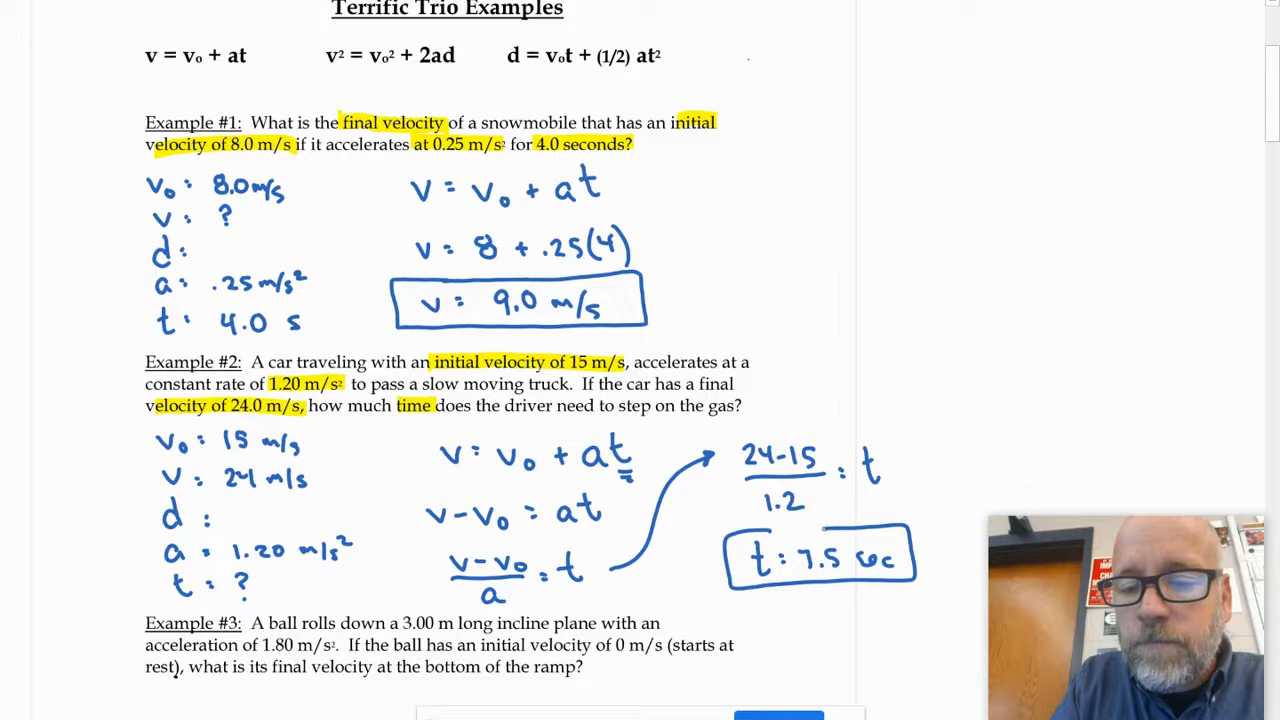 Terrific Trio Examples
v = v₀ + at v² = v₀² + 2ad d = v₀t + (1/2) at²
Example #1: What is the final velocity of a snowmobile that has an initial
velocity of 8.0 m/s if it accelerates at 0.25 m/s² for 4.0 seconds?
v₀: 8.0 m/s
v: ?
d:
a: .25 m/s²
t: 4.0 s
v = v₀ + at
v = 8 + .25(4)
v = 9.0 m/s
Example #2: A car traveling with an initial velocity of 15 m/s, accelerates at a
constant rate of 1.20 m/s² to pass a slow moving truck. If the car has a final
velocity of 24.0 m/s, how much time does the driver need to step on the gas?
v₀: 15 m/s
v: 24 m/s
d:
a: 1.20 m/s²
t: ?
v = v₀ + at
v - v₀ = at
v - v₀
a
= t
24-15
1.2
= t
t = 7.5 sec
Example #3: A ball rolls down a 3.00 m long incline plane with an
acceleration of 1.80 m/s². If the ball has an initial velocity of 0 m/s (starts at
rest), what is its final velocity at the bottom of the ramp?